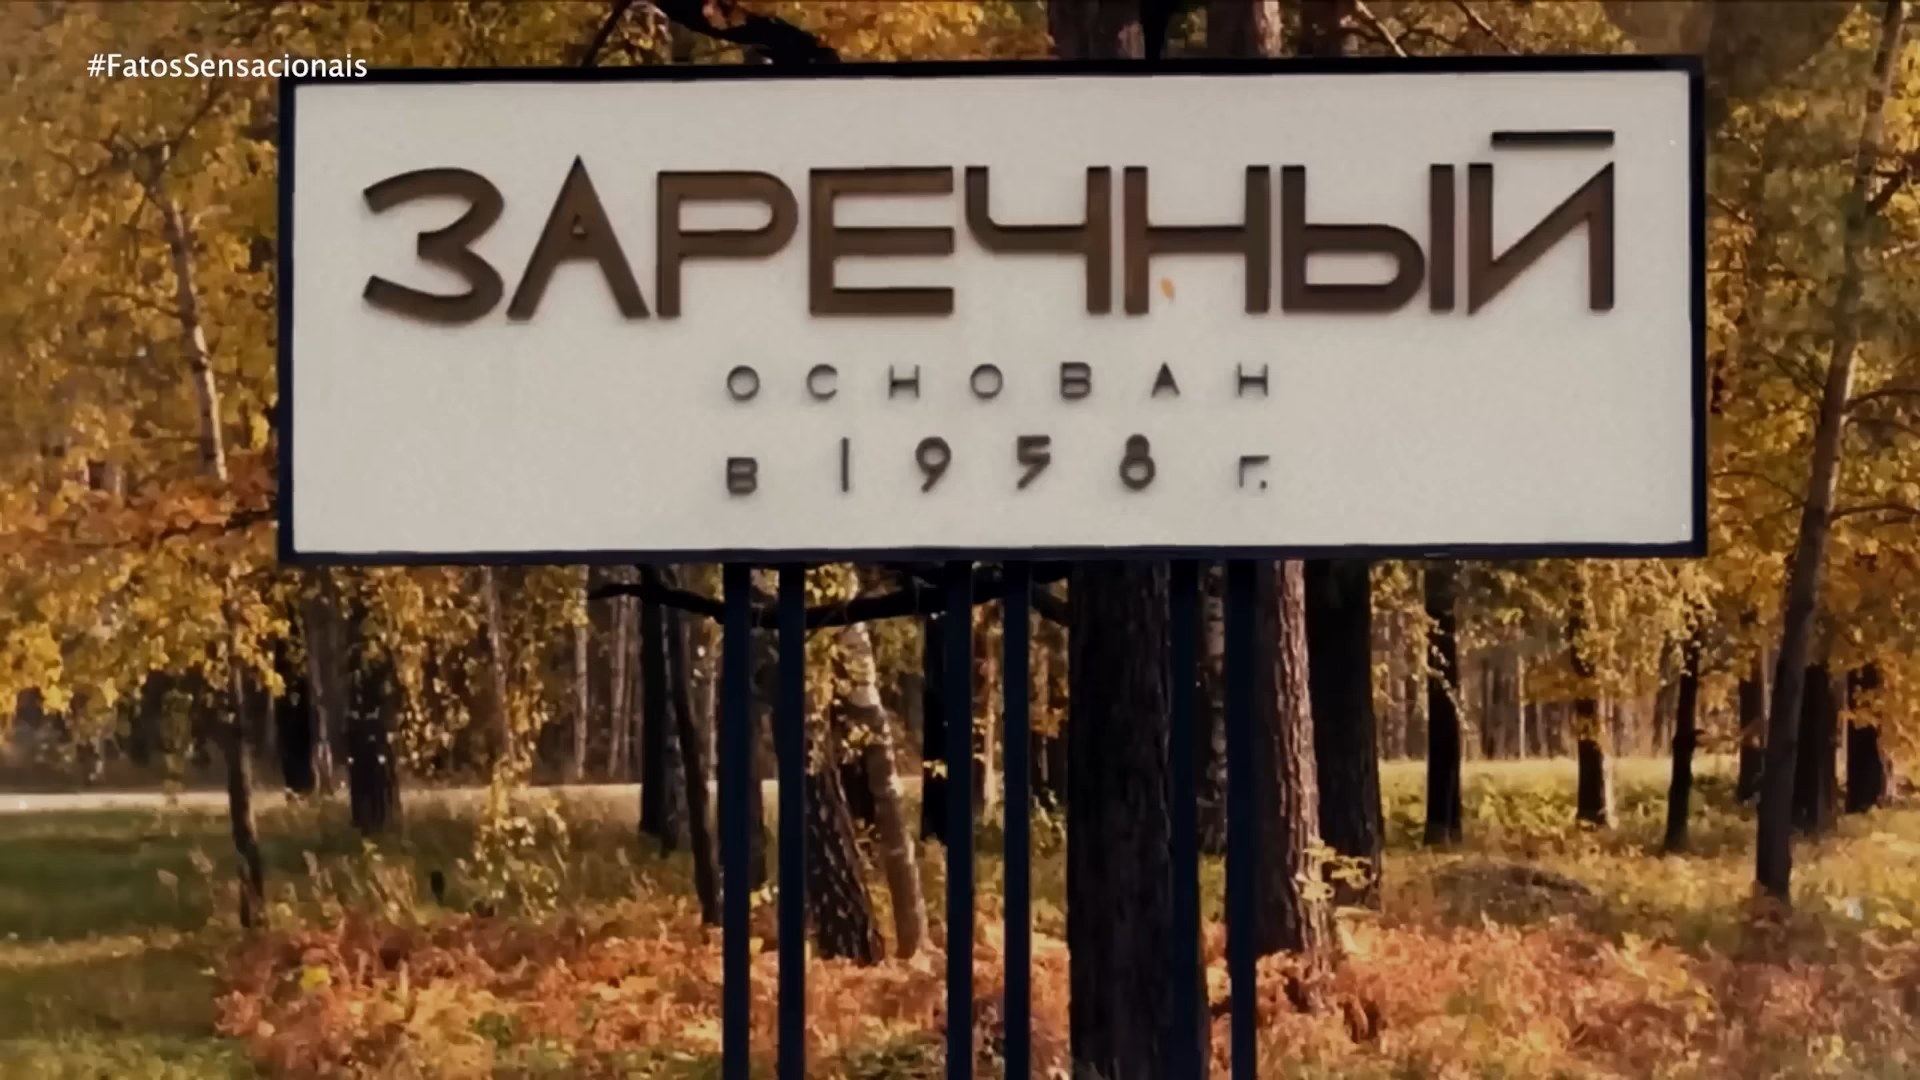 #FatosSensacionais
ЗАРЕЧНЫЙ
ОСНОВАН
В 1958 Г.